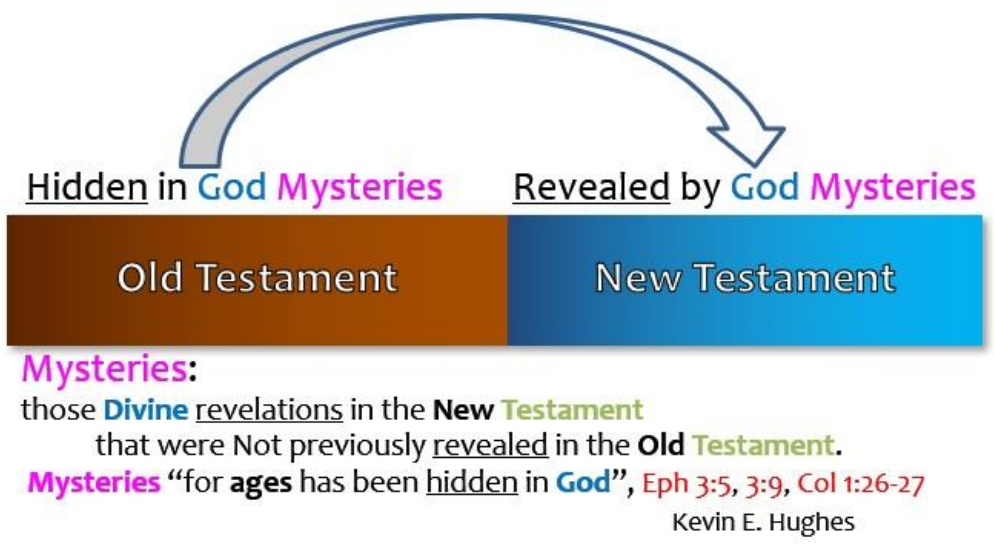 Hidden in God Mysteries
Revealed by God Mysteries
Old Testament
New Testament
Mysteries:
those Divine revelations in the New Testament
that were Not previously revealed in the Old Testament.
Mysteries “for ages has been hidden in God”, Eph 3:5, 3:9, Col 1:26-27
Kevin E. Hughes